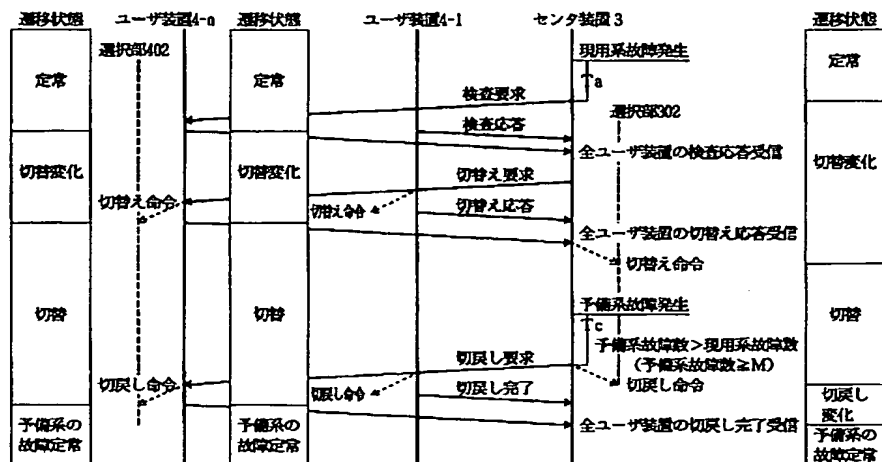 遷移状態 ユーザ装置4-n 遷移状態 ユーザ装置4-1 センタ装置3 遷移状態
選択部402 現用系故障発生
定常 定常 定常
a
検査要求
選択部302
検査応答
全ユーザ装置の検査応答受信
切替変化 切替変化 切替え要求 切替変化
切替え命令 切替え命令 切替え応答
全ユーザ装置の切替え応答受信
切替え命令
予備系故障発生
切替 切替 切替
c
予備系故障数>現用系故障数
切戻し要求 (予備系故障数≧M)
切戻し命令 切戻し命令 切戻し完了 切戻し命令
切戻し
変化
予備系の 予備系の 全ユーザ装置の切戻し完了受信 予備系の
故障定常 故障定常 故障定常